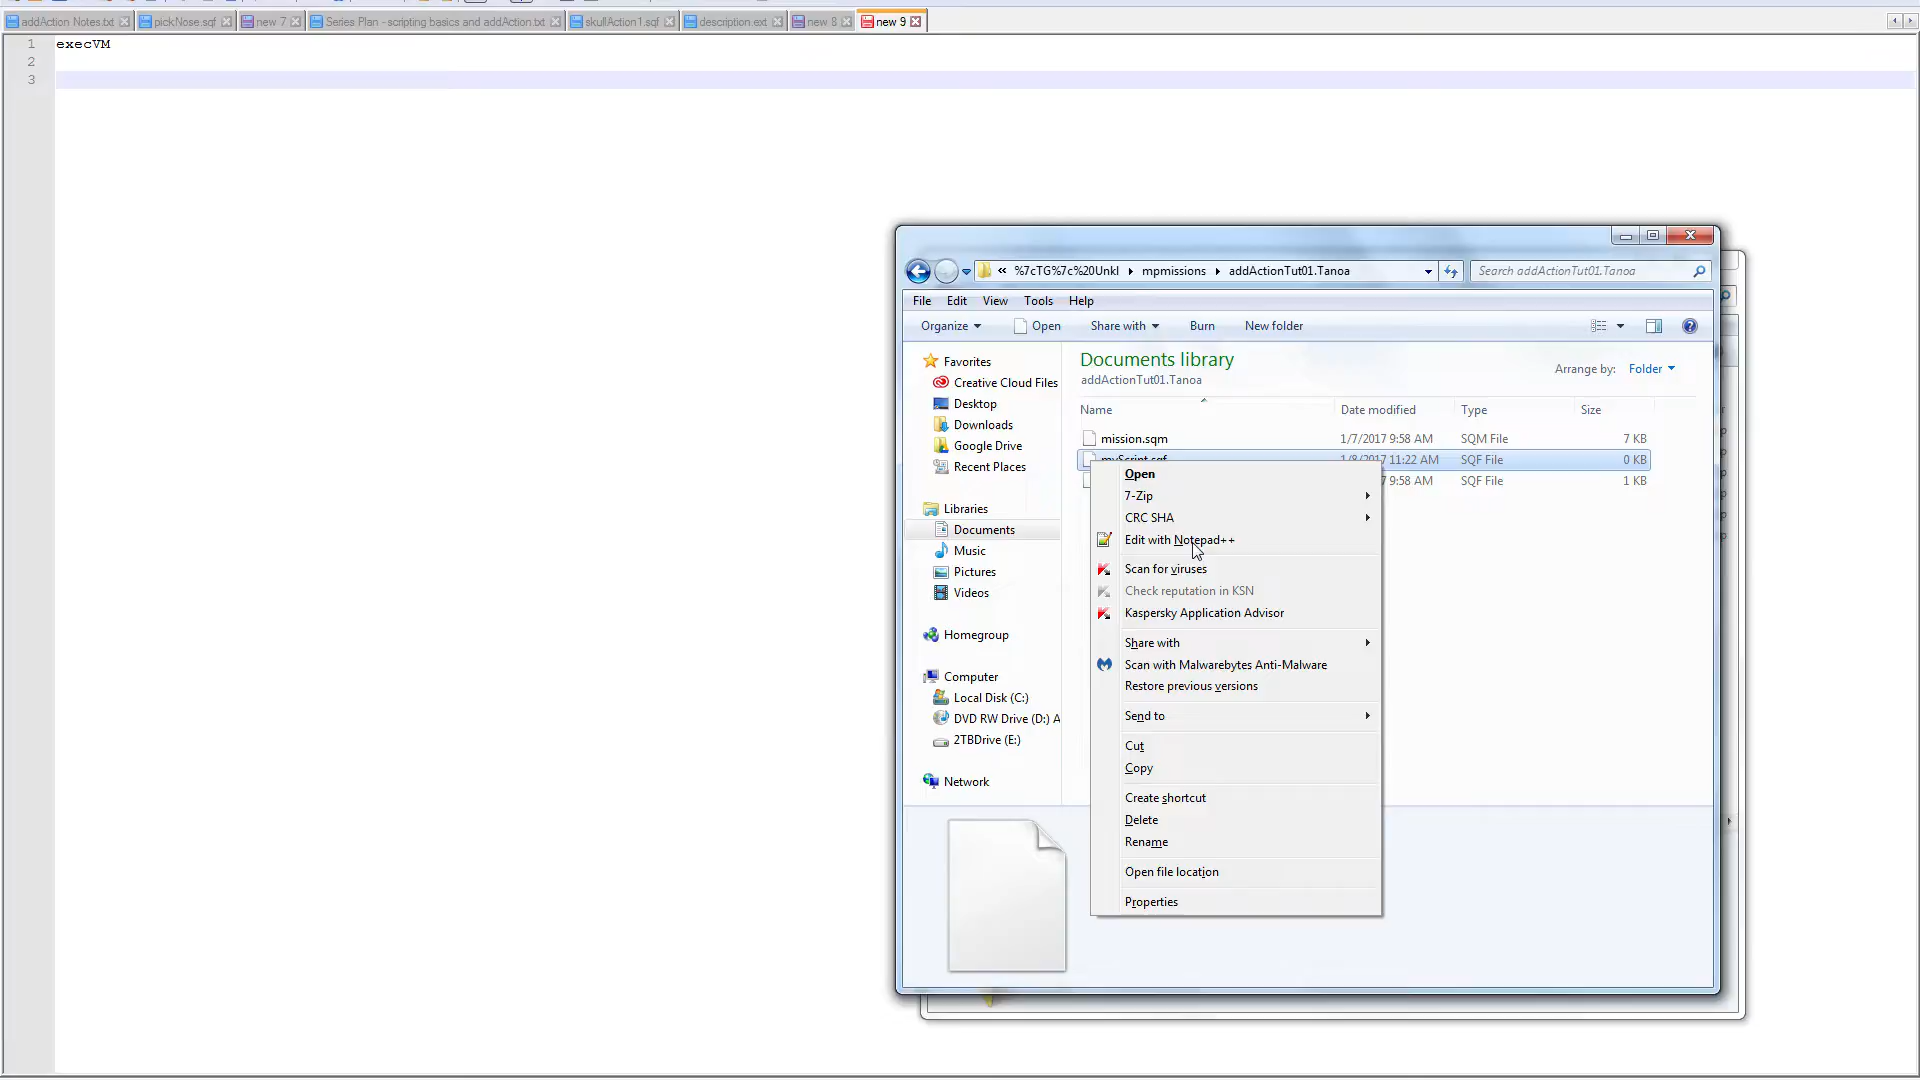 addAction Notes.txt pickNose.sqf new 7 Series Plan - scripting basics and addAction.txt skullAction1.sqf description.ext new 8 new 9
1 execVM
2
3
« %7cTG%7c%20Unkl mpmissions addActionTut01.Tanoa Search addActionTut01.Tanoa
File Edit View Tools Help
Organize Open Share with Burn New folder
Favorites
Creative Cloud Files
Desktop
Downloads
Google Drive
Recent Places
Libraries
Documents
Music
Pictures
Videos
Homegroup
Computer
Local Disk (C:)
DVD RW Drive (D:) A
2TBDrive (E:)
Network
Documents library
addActionTut01.Tanoa
Arrange by: Folder
Name Date modified Type Size
mission.sqm 1/7/2017 9:58 AM SQM File 7 KB
myScript.sqf 1/8/2017 11:22 AM SQF File 0 KB
7 9:58 AM SQF File 1 KB
Open
7-Zip
CRC SHA
Edit with Notepad++
Scan for viruses
Check reputation in KSN
Kaspersky Application Advisor
Share with
Scan with Malwarebytes Anti-Malware
Restore previous versions
Send to
Cut
Copy
Create shortcut
Delete
Rename
Open file location
Properties